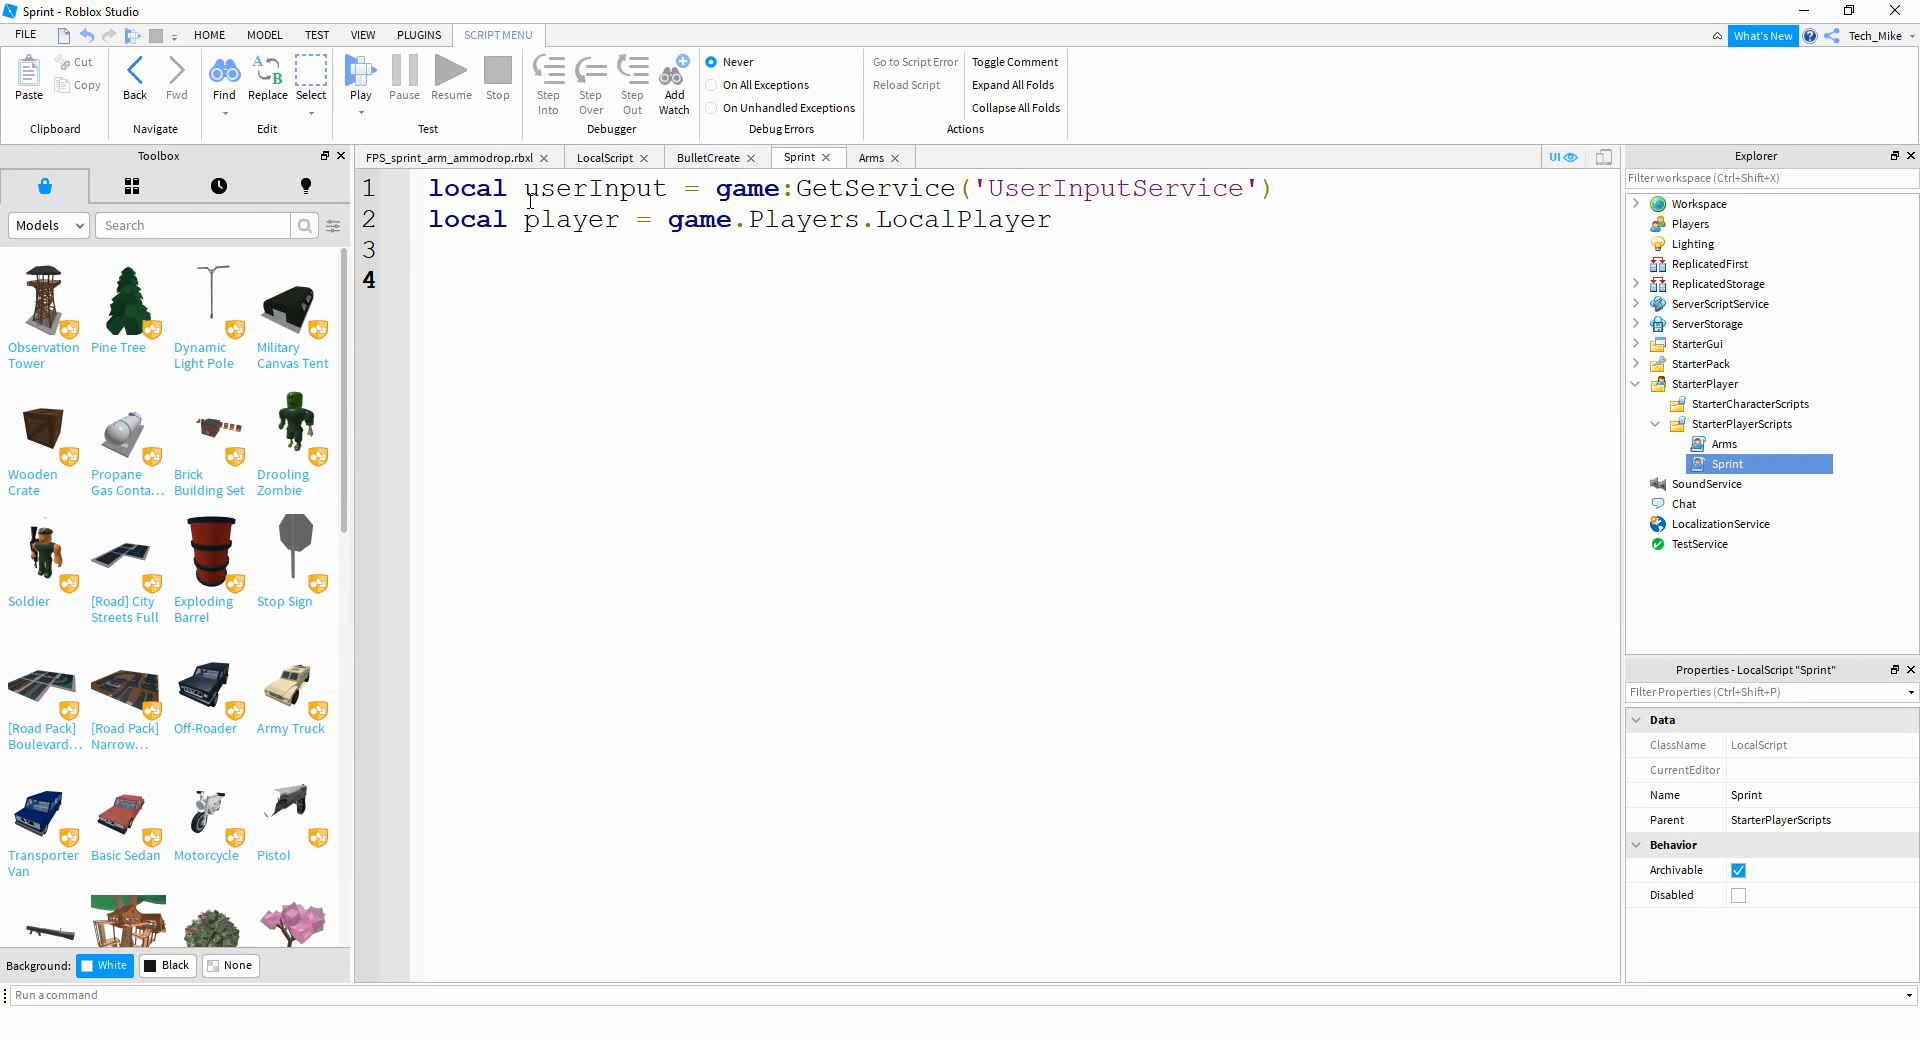 Sprint - Roblox Studio
FILE HOME MODEL TEST VIEW PLUGINS SCRIPT MENU What's New Tech_Mike
Paste Cut Copy Clipboard
Back Fwd Navigate
Find Replace Select Edit
Play Pause Resume Stop Test
Step Into Step Over Step Out Add Watch Debugger
Never
On All Exceptions
On Unhandled Exceptions
Debug Errors
Go to Script Error
Reload Script
Toggle Comment
Expand All Folds
Collapse All Folds
Actions
Toolbox
Models Search
Observation Tower
Pine Tree
Dynamic Light Pole
Military Canvas Tent
Wooden Crate
Propane Gas Conta...
Brick Building Set
Drooling Zombie
Soldier
[Road] City Streets Full
Exploding Barrel
Stop Sign
[Road Pack] Boulevard...
[Road Pack] Narrow...
Off-Roader
Army Truck
Transporter Van
Basic Sedan
Motorcycle
Pistol
Background: White Black None
FPS_sprint_arm_ammodrop.rbxl LocalScript BulletCreate Sprint Arms UI
1 local userInput = game:GetService('UserInputService')
2 local player = game.Players.LocalPlayer
3
4
Explorer
Filter workspace (Ctrl+Shift+X)
Workspace
Players
Lighting
ReplicatedFirst
ReplicatedStorage
ServerScriptService
ServerStorage
StarterGui
StarterPack
StarterPlayer
StarterCharacterScripts
StarterPlayerScripts
Arms
Sprint
SoundService
Chat
LocalizationService
TestService
Properties - LocalScript "Sprint"
Filter Properties (Ctrl+Shift+P)
Data
ClassName LocalScript
CurrentEditor
Name Sprint
Parent StarterPlayerScripts
Behavior
Archivable
Disabled
Run a command